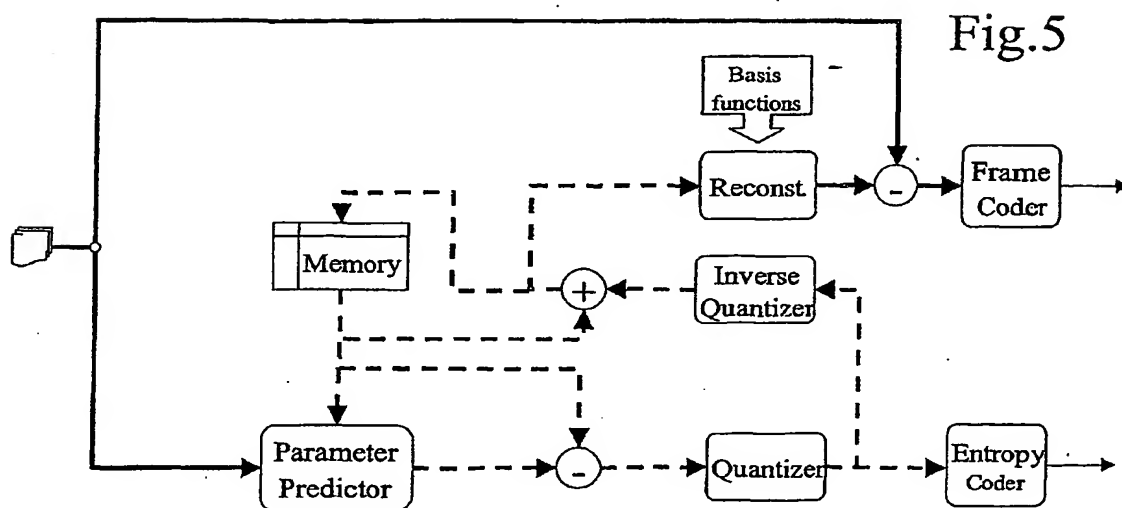 Fig.5
Basis
functions
Reconst.
-
Frame
Coder
Memory
+
Inverse
Quantizer
Parameter
Predictor
-
Quantizer
Entropy
Coder